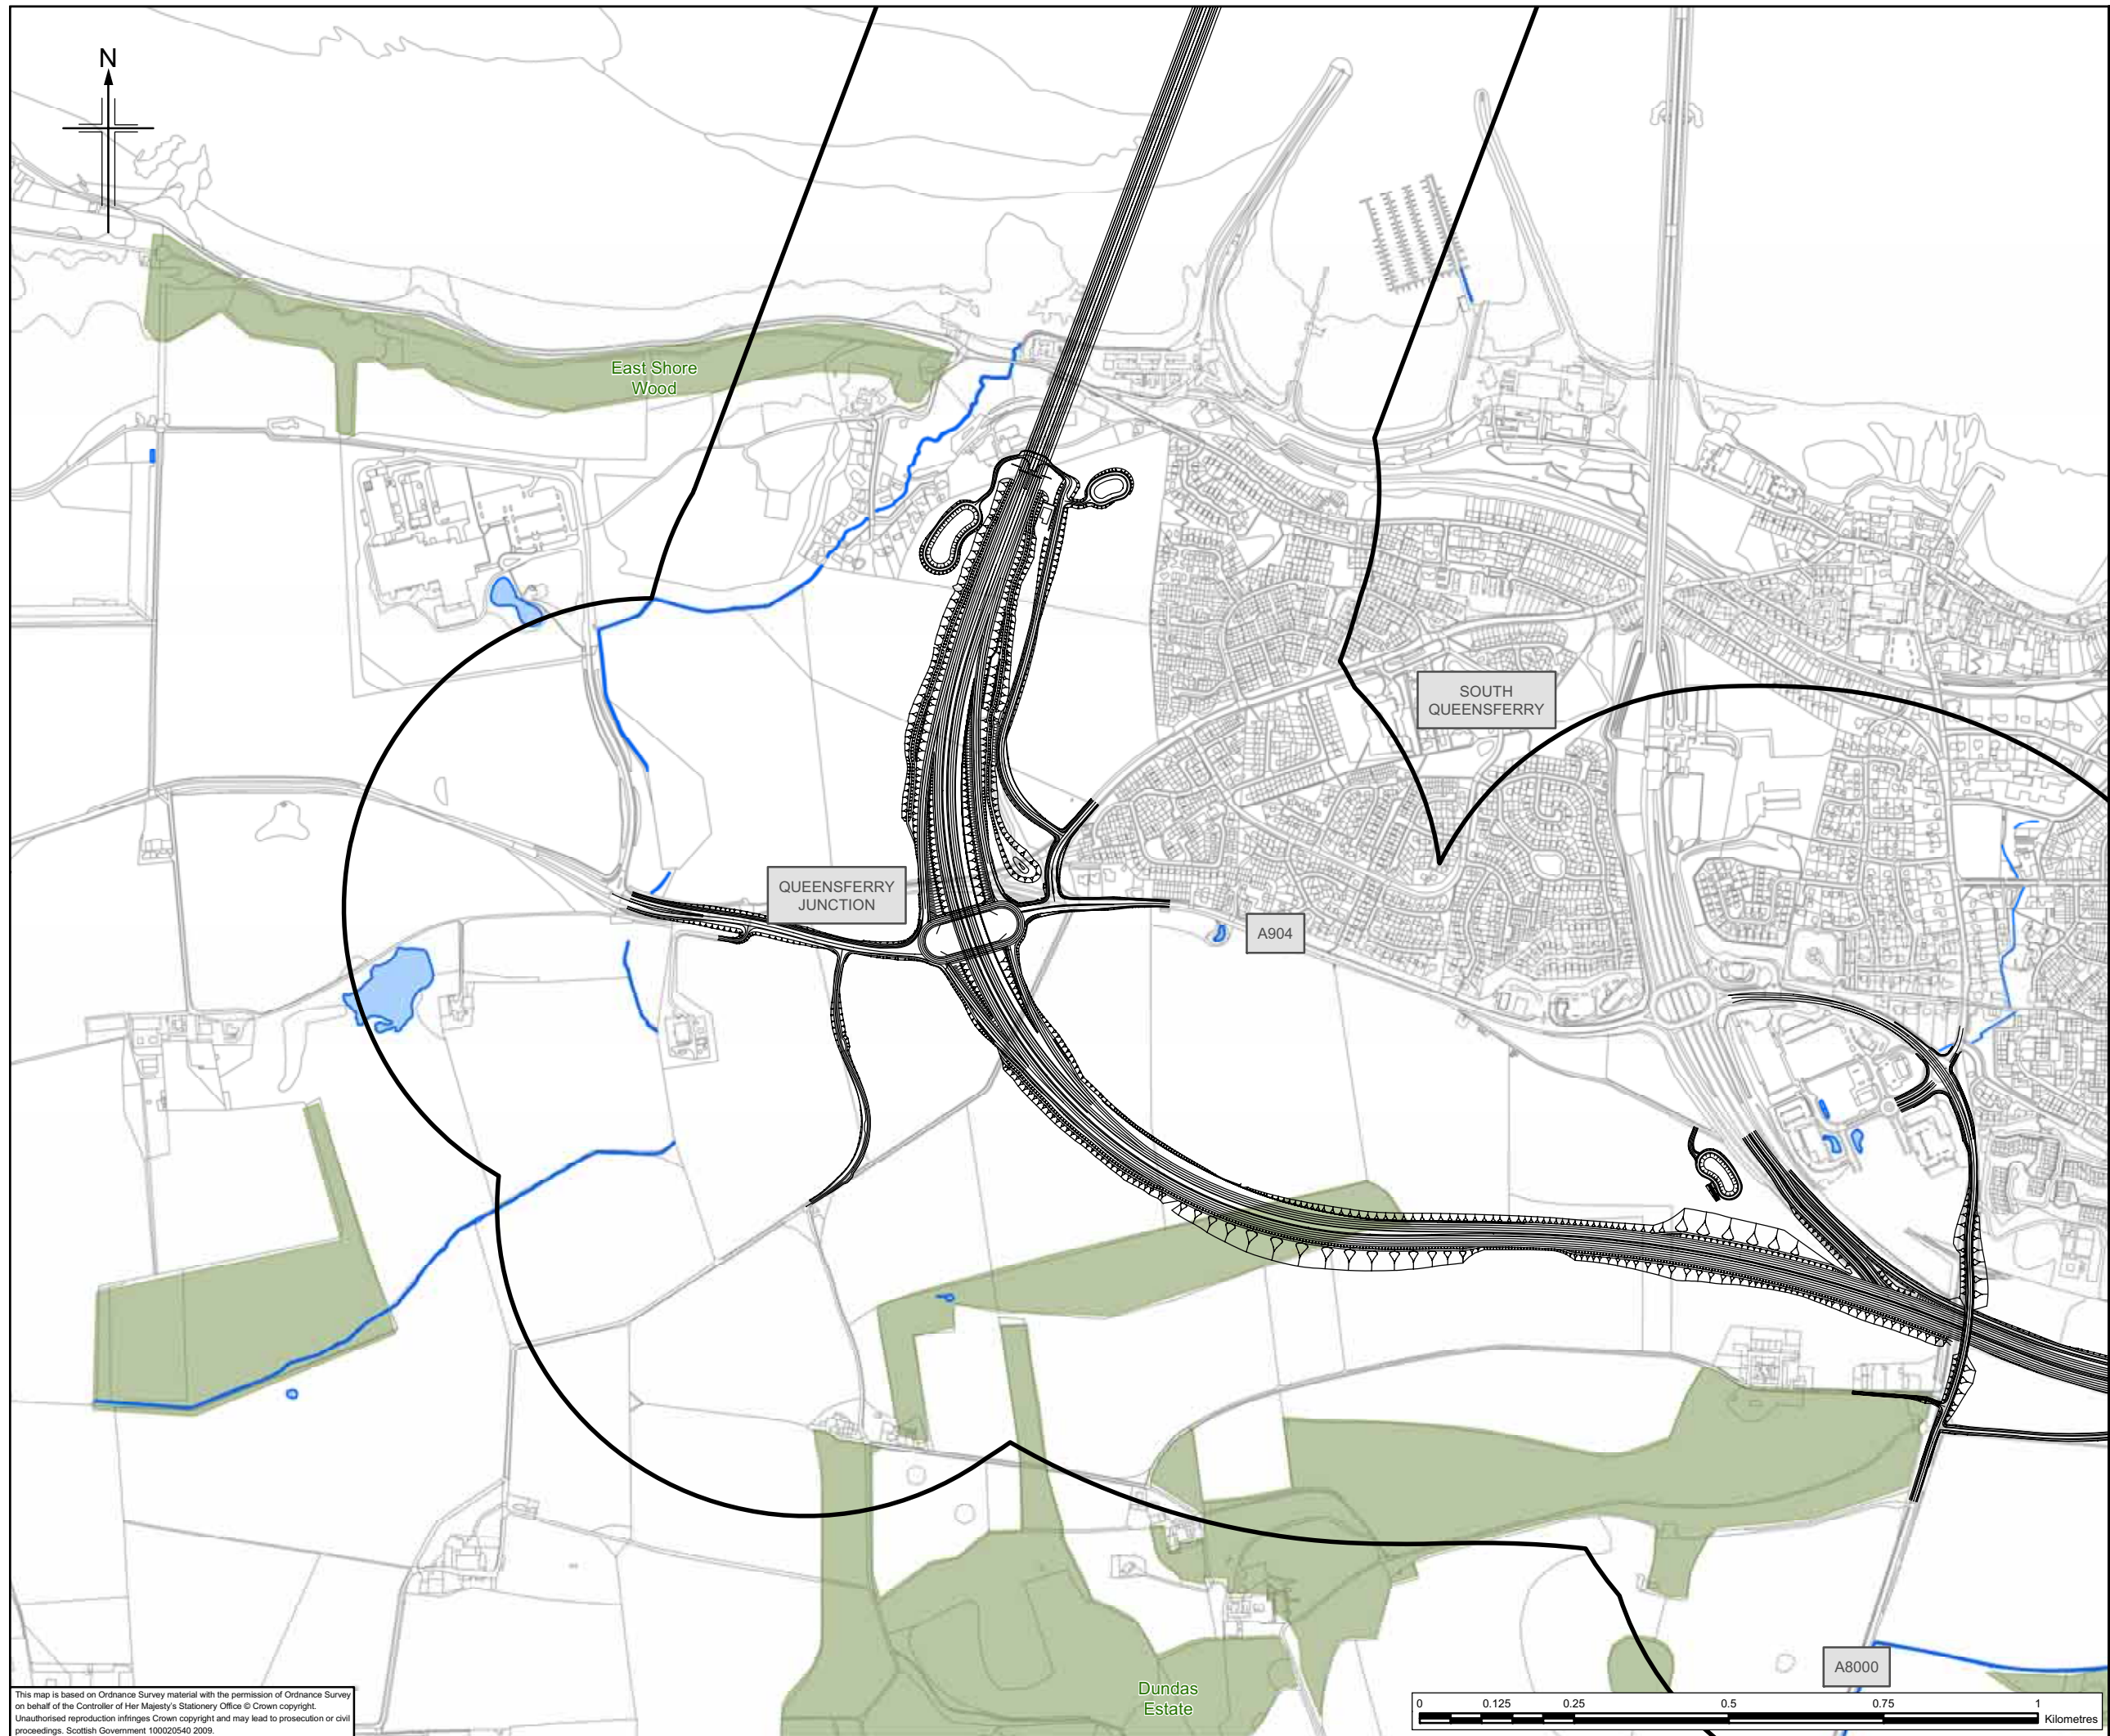 N
East Shore
Wood
SOUTH
QUEENSFERRY
QUEENSFERRY
JUNCTION
A904
A8000
Dundas
Estate
0 0.125 0.25 0.5 0.75 1
Kilometres
This map is based on Ordnance Survey material with the permission of Ordnance Survey
on behalf of the Controller of Her Majesty's Stationery Office © Crown copyright.
Unauthorised reproduction infringes Crown copyright and may lead to prosecution or civil
proceedings. Scottish Government 100020540 2009.